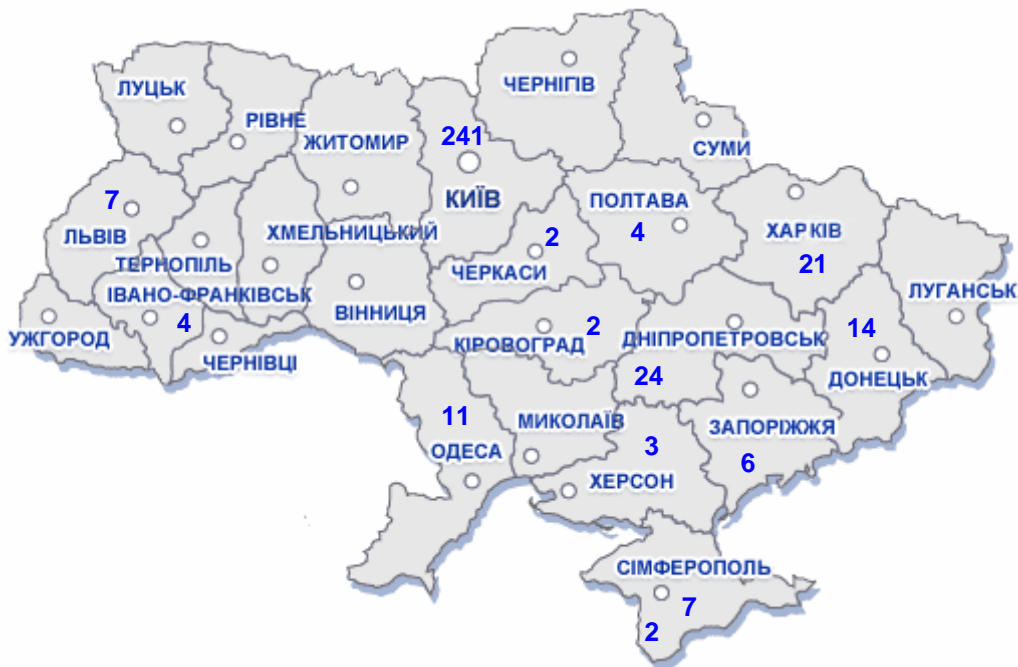 ЧЕРНІГІВ
ЛУЦЬК
РІВНЕ
ЖИТОМИР
241
СУМИ
КИЇВ
7
ПОЛТАВА
4
ЛЬВІВ
ХМЕЛЬНИЦЬКИЙ
2
ХАРКІВ
21
ТЕРНОПІЛЬ
ЧЕРКАСИ
ІВАНО-ФРАНКІВСЬК
4
ЛУГАНСЬК
ВІННИЦЯ
2
14
УЖГОРОД
КІРОВОГРАД
ДНІПРОПЕТРОВСЬК
24
ЧЕРНІВЦІ
ДОНЕЦЬК
11
МИКОЛАЇВ
ЗАПОРІЖЖЯ
6
ОДЕСА
3
ХЕРСОН
СІМФЕРОПОЛЬ
7
2